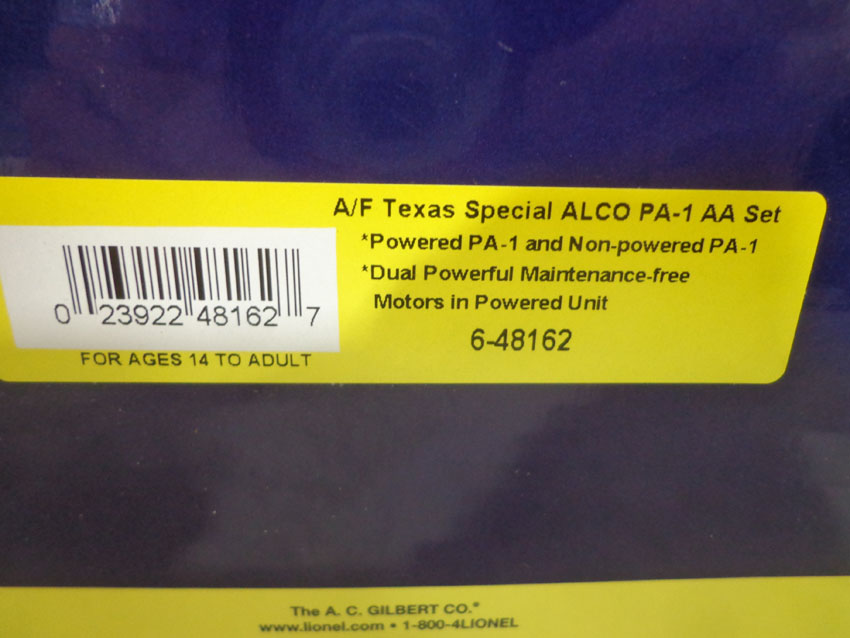 A/F Texas Special ALCO PA-1 AA Set
*Powered PA-1 and Non-powered PA-1
*Dual Powerful Maintenance-free
Motors in Powered Unit
6-48162
0 23922 48162 7
FOR AGES 14 TO ADULT
The A. C. GILBERT CO.®
www.lionel.com • 1-800-4LIONEL